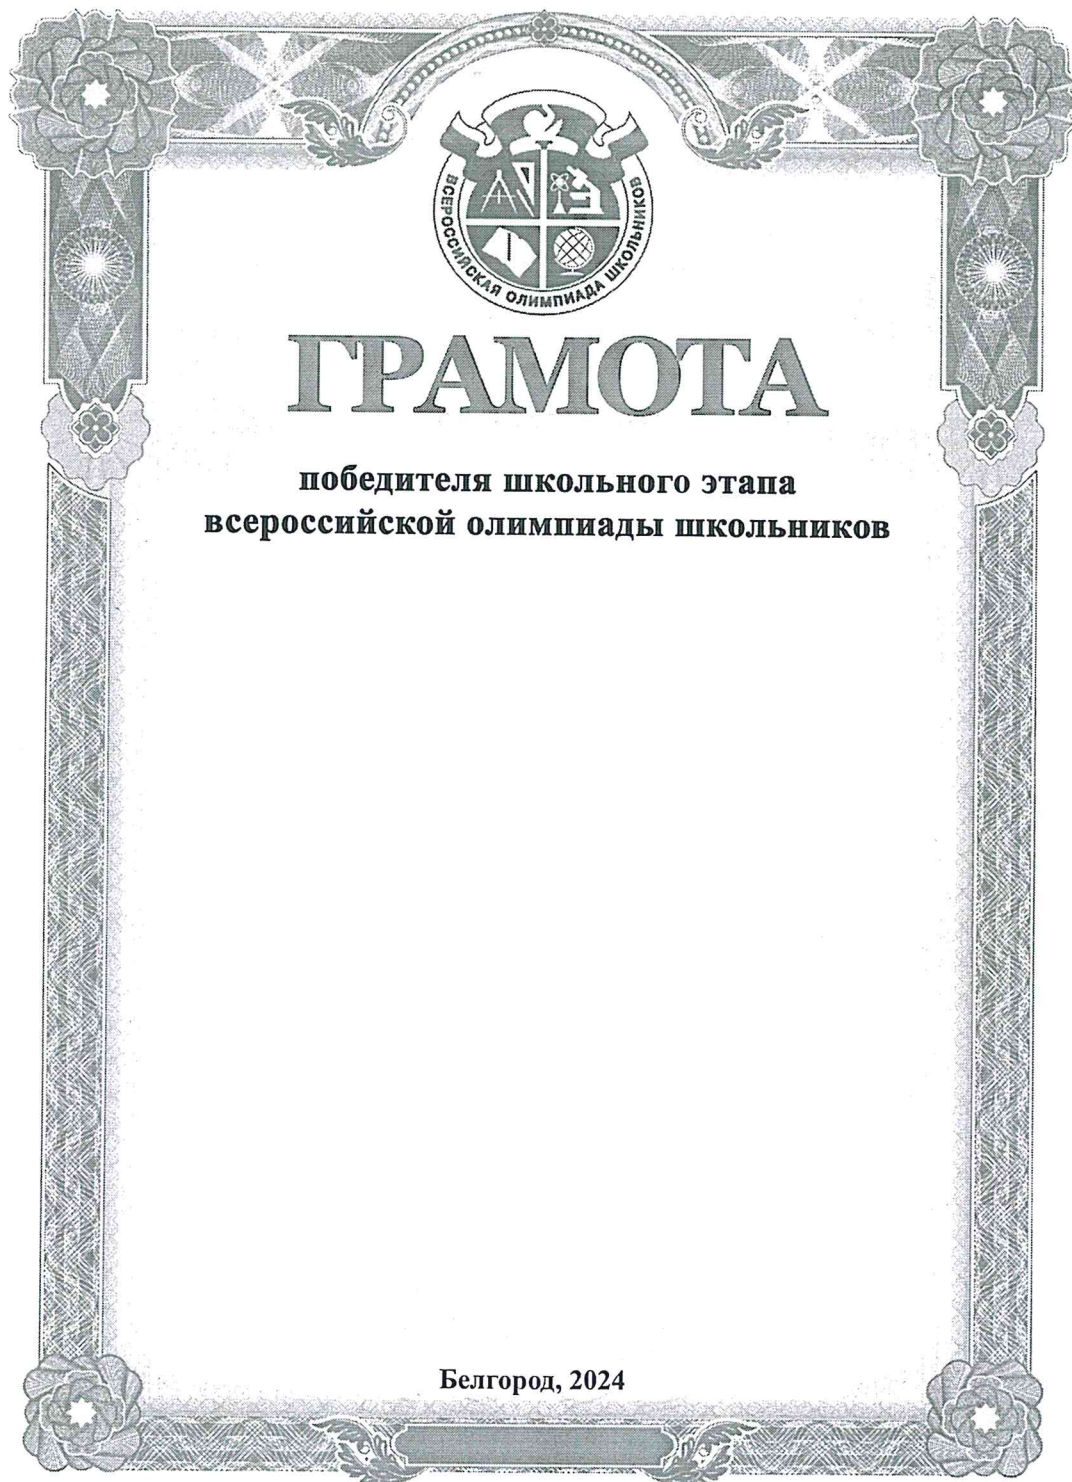 ВСЕРОССИЙСКАЯ ОЛИМПИАДА ШКОЛЬНИКОВ
ГРАМОТА
победителя школьного этапа
всероссийской олимпиады школьников
Белгород, 2024